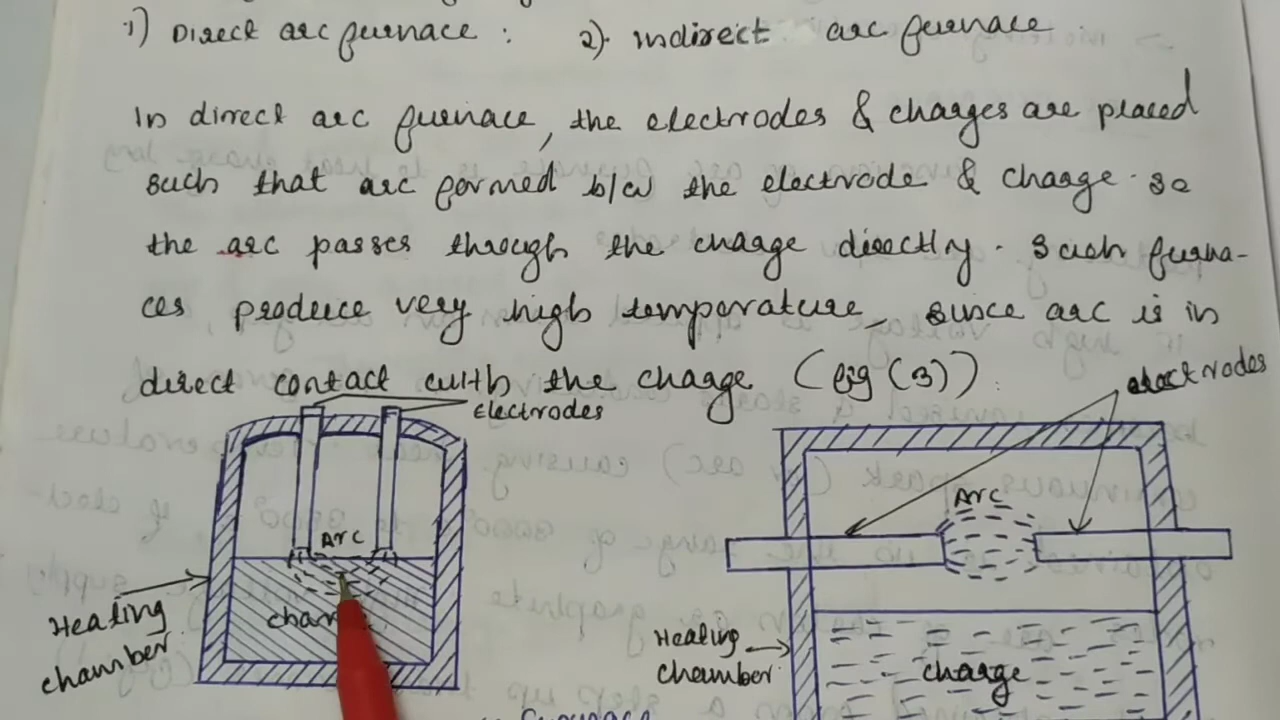 1) Direct arc furnace : 2). indirect arc furnace
In direct arc furnace, the electrodes & charges are placed
such that arc formed b/w the electrode & charge. so
the arc passes through the charge directly. Such furna-
ces produce very high temperature, since arc is in
direct contact with the charge (fig (3)).
electrodes
electrodes
Arc
Arc
Heating
chamber
Heating
chamber
charge